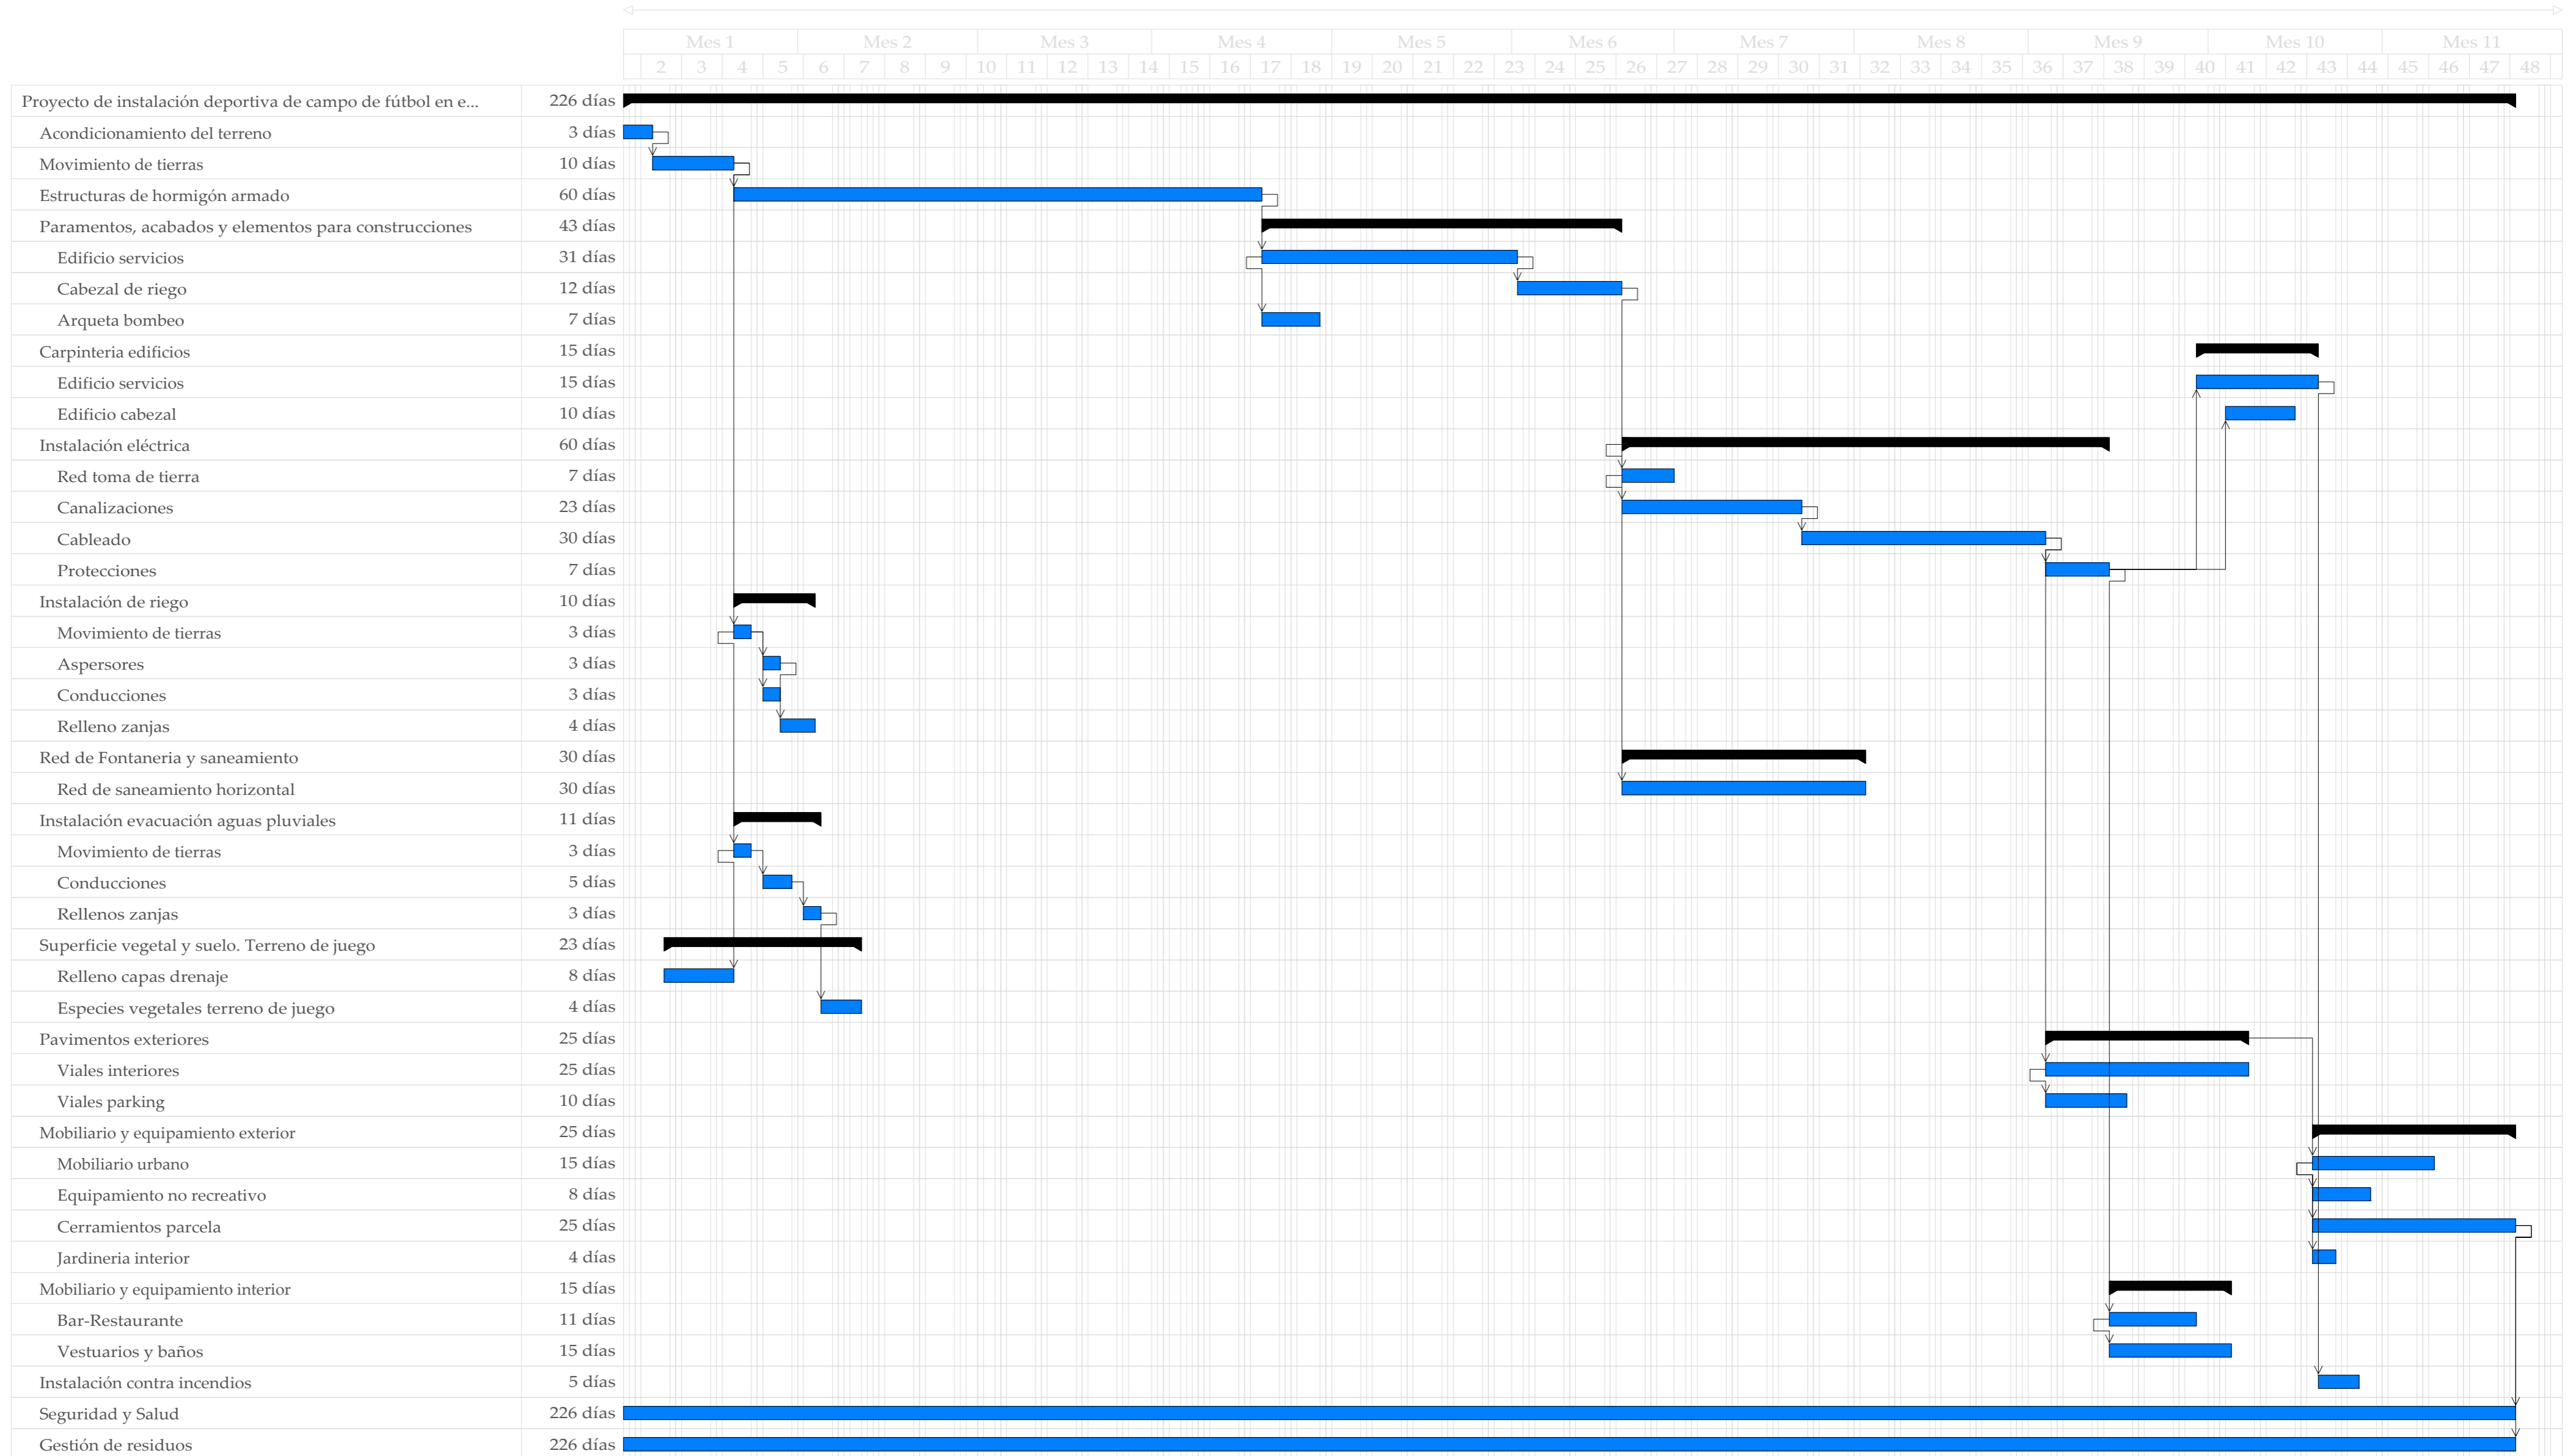 Mes 1 Mes 2 Mes 3 Mes 4 Mes 5 Mes 6 Mes 7 Mes 8 Mes 9 Mes 10 Mes 11
2 3 4 5 6 7 8 9 10 11 12 13 14 15 16 17 18 19 20 21 22 23 24 25 26 27 28 29 30 31 32 33 34 35 36 37 38 39 40 41 42 43 44 45 46 47 48
Proyecto de instalación deportiva de campo de fútbol en e... 226 días
Acondicionamiento del terreno 3 días
Movimiento de tierras 10 días
Estructuras de hormigón armado 60 días
Paramentos, acabados y elementos para construcciones 43 días
Edificio servicios 31 días
Cabezal de riego 12 días
Arqueta bombeo 7 días
Carpinteria edificios 15 días
Edificio servicios 15 días
Edificio cabezal 10 días
Instalación eléctrica 60 días
Red toma de tierra 7 días
Canalizaciones 23 días
Cableado 30 días
Protecciones 7 días
Instalación de riego 10 días
Movimiento de tierras 3 días
Aspersores 3 días
Conducciones 3 días
Relleno zanjas 4 días
Red de Fontaneria y saneamiento 30 días
Red de saneamiento horizontal 30 días
Instalación evacuación aguas pluviales 11 días
Movimiento de tierras 3 días
Conducciones 5 días
Rellenos zanjas 3 días
Superficie vegetal y suelo. Terreno de juego 23 días
Relleno capas drenaje 8 días
Especies vegetales terreno de juego 4 días
Pavimentos exteriores 25 días
Viales interiores 25 días
Viales parking 10 días
Mobiliario y equipamiento exterior 25 días
Mobiliario urbano 15 días
Equipamiento no recreativo 8 días
Cerramientos parcela 25 días
Jardineria interior 4 días
Mobiliario y equipamiento interior 15 días
Bar-Restaurante 11 días
Vestuarios y baños 15 días
Instalación contra incendios 5 días
Seguridad y Salud 226 días
Gestión de residuos 226 días